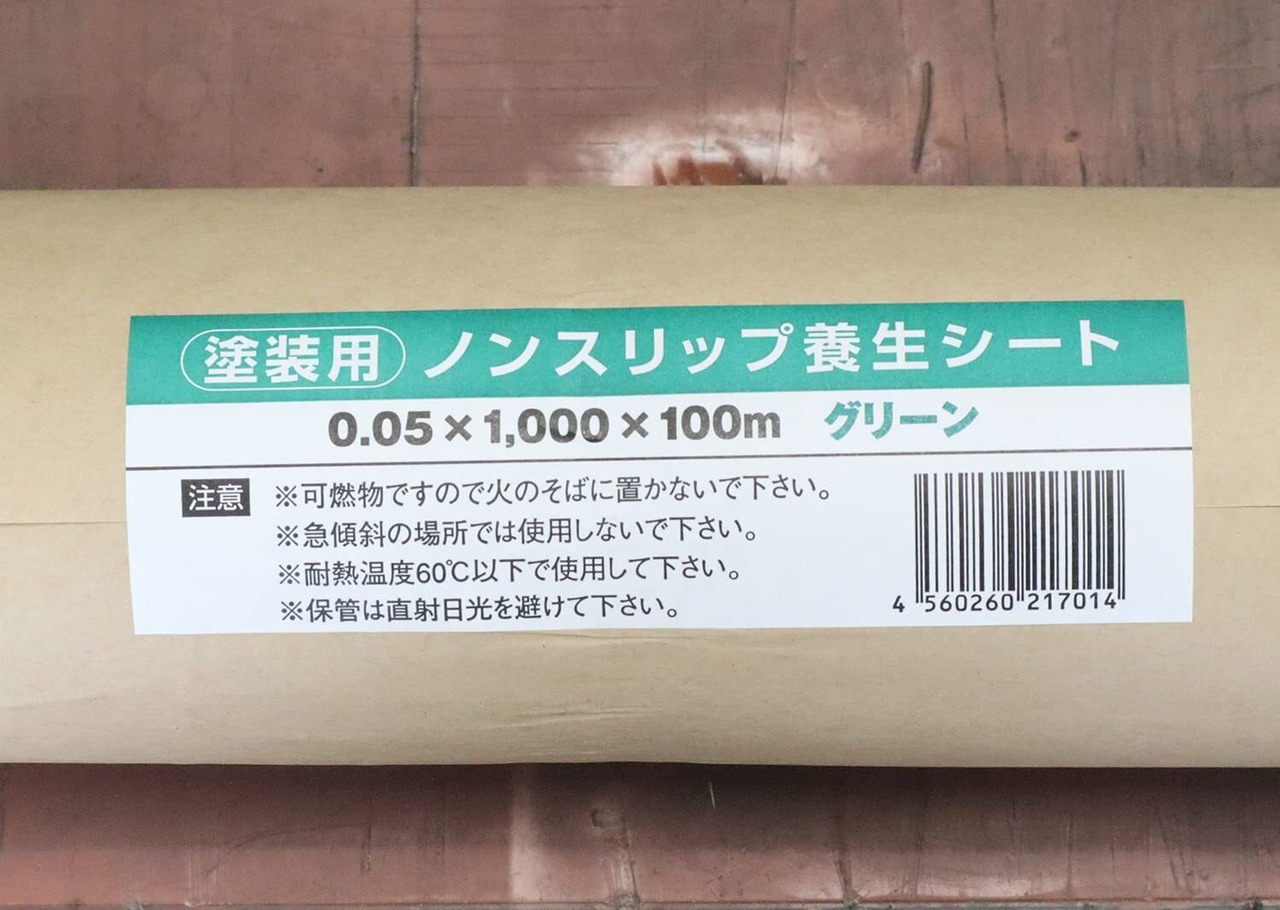 塗装用 ノンスリップ養生シート
0.05×1,000×100m グリーン
注意 ※可燃物ですので火のそばに置かないで下さい。
※急傾斜の場所では使用しないで下さい。
※耐熱温度60℃以下で使用して下さい。
※保管は直射日光を避けて下さい。
4 560260 217014